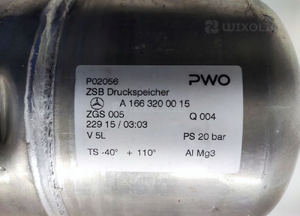 WIXOLIN
P02056
PWO
ZSB Druckspeicher
A 166 320 00 15
ZGS 005 Q 004
229 15 / 03:03
V 5L PS 20 bar
TS -40° + 110° Al Mg3